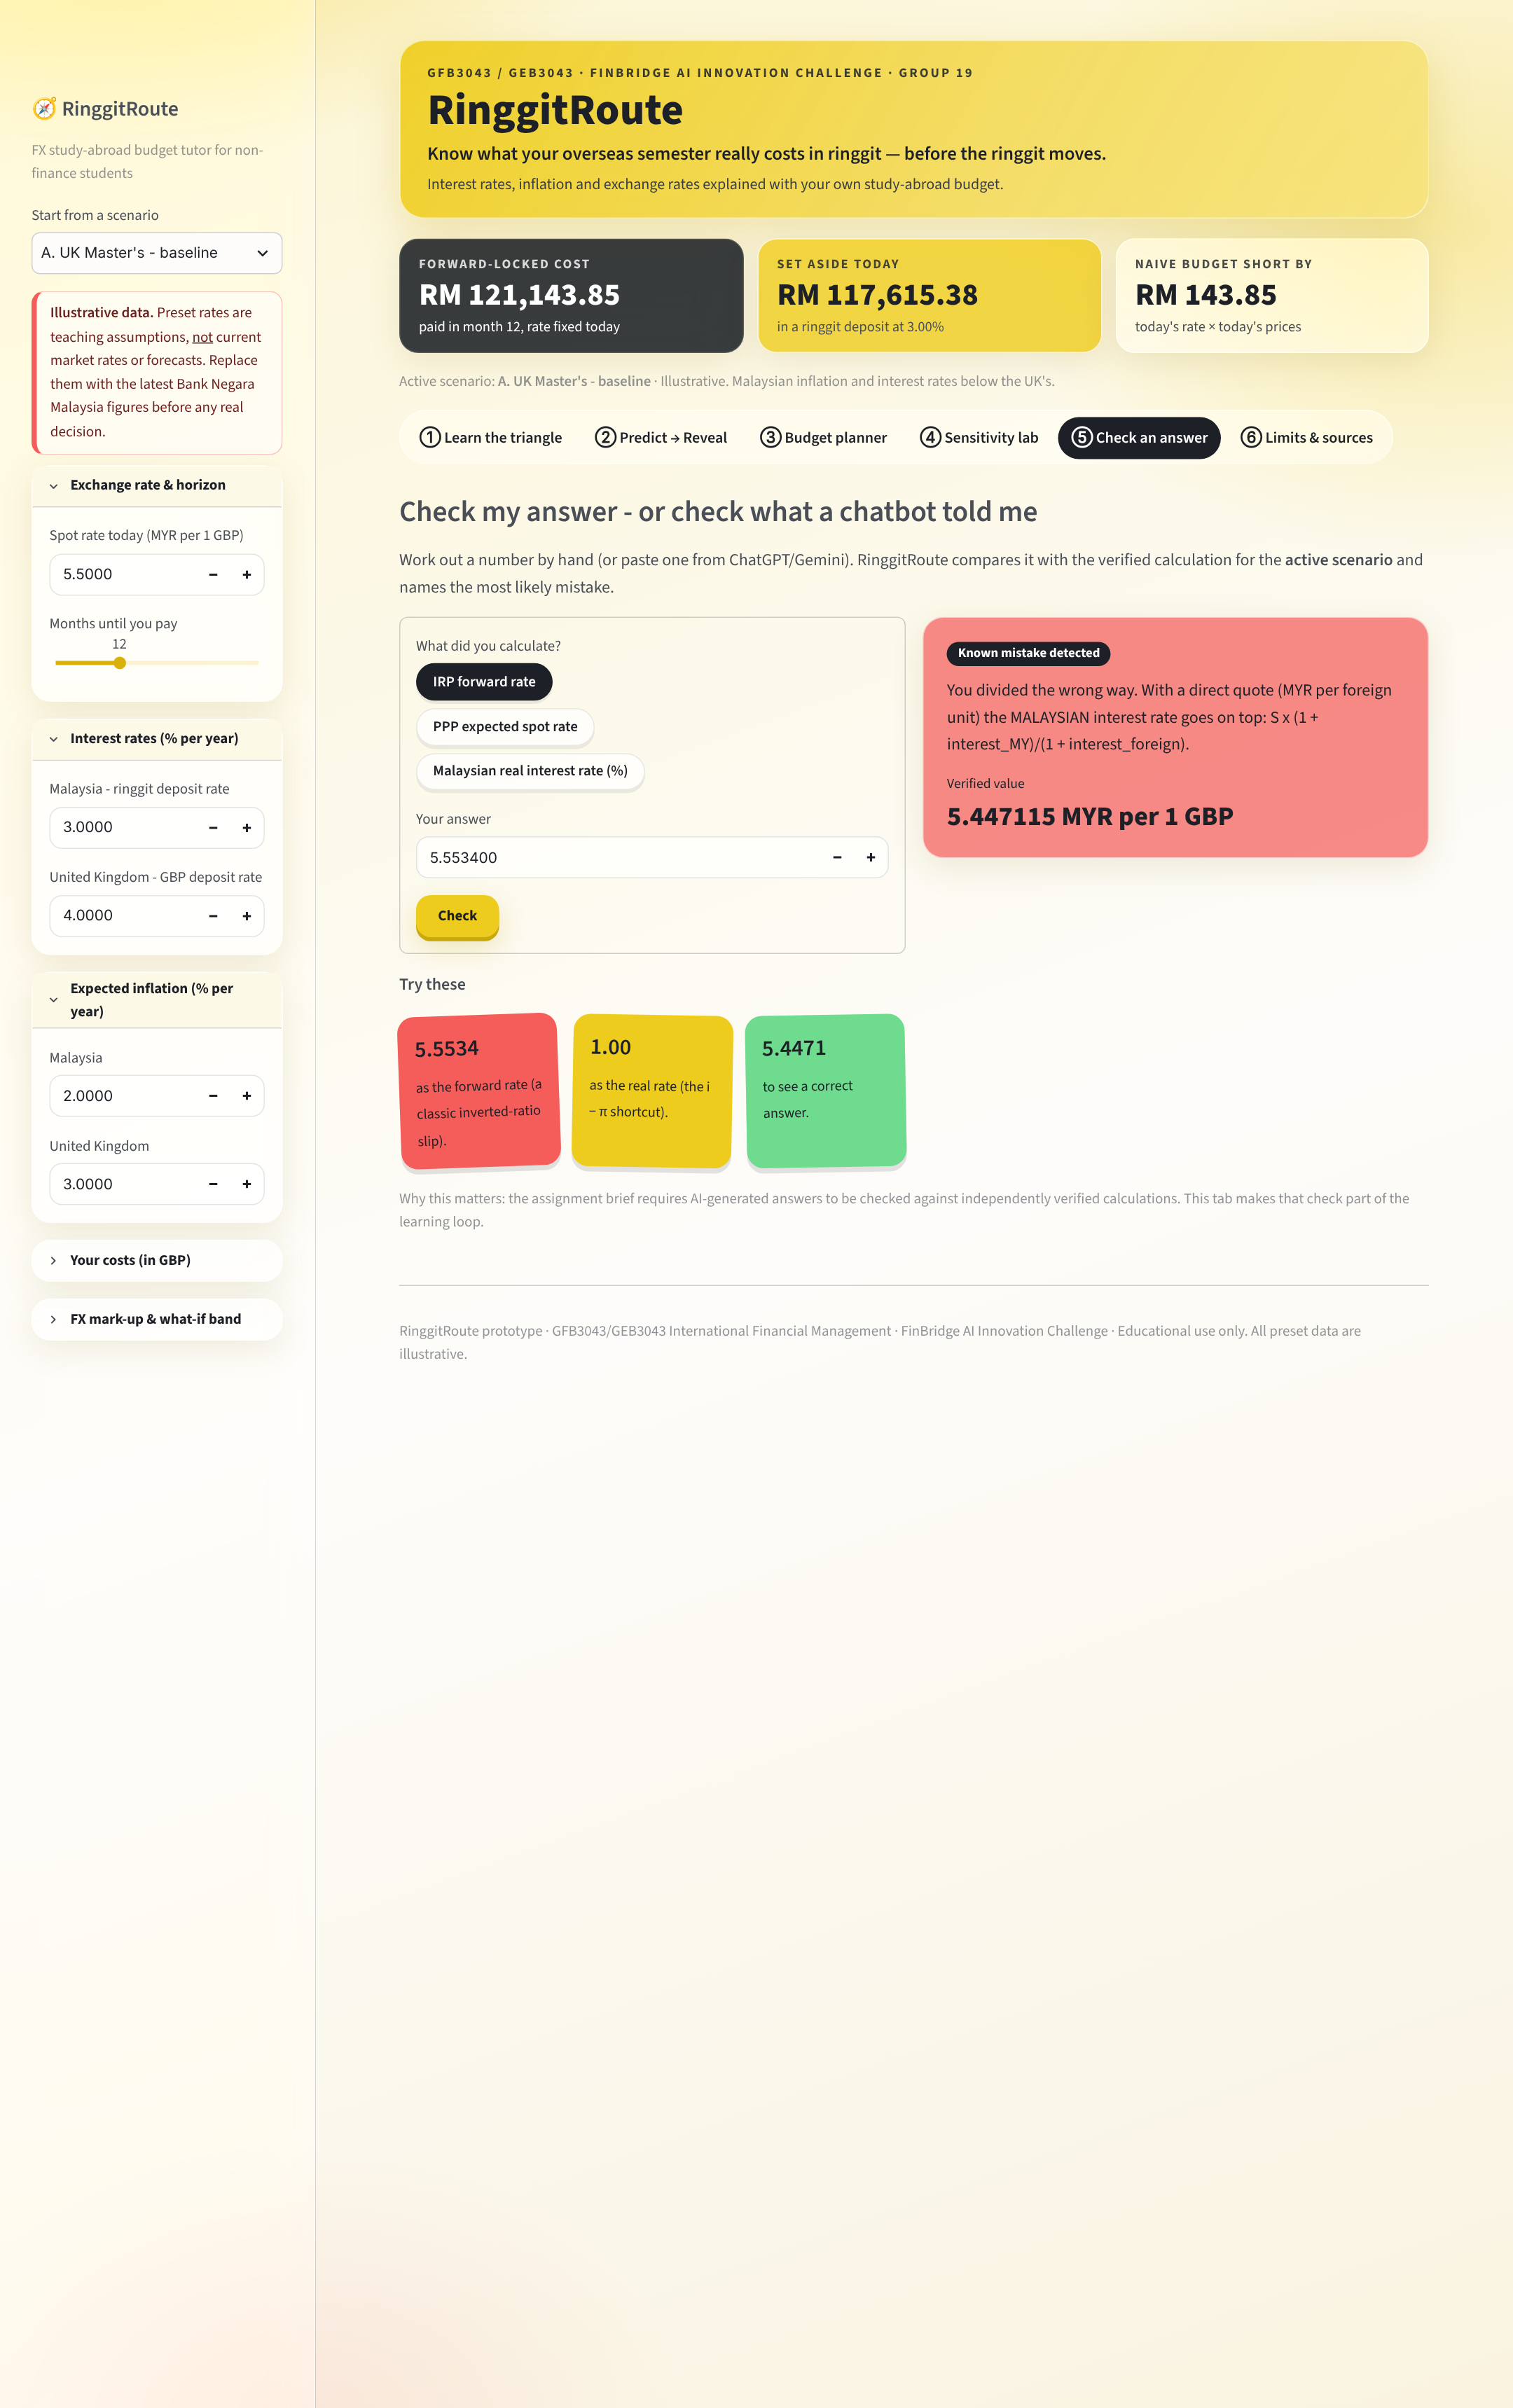 🧭 RinggitRoute
FX study-abroad budget tutor for non-
finance students
Start from a scenario
A. UK Master's - baseline
Illustrative data. Preset rates are
teaching assumptions, not current
market rates or forecasts. Replace
them with the latest Bank Negara
Malaysia figures before any real
decision.
Exchange rate & horizon
Spot rate today (MYR per 1 GBP)
5.5000 − +
Months until you pay
12
Interest rates (% per year)
Malaysia - ringgit deposit rate
3.0000 − +
United Kingdom - GBP deposit rate
4.0000 − +
Expected inflation (% per
year)
Malaysia
2.0000 − +
United Kingdom
3.0000 − +
Your costs (in GBP)
FX mark-up & what-if band
GFB3043 / GEB3043 · FINBRIDGE AI INNOVATION CHALLENGE · GROUP 19
RinggitRoute
Know what your overseas semester really costs in ringgit — before the ringgit moves.
Interest rates, inflation and exchange rates explained with your own study-abroad budget.
FORWARD-LOCKED COST
RM 121,143.85
paid in month 12, rate fixed today
SET ASIDE TODAY
RM 117,615.38
in a ringgit deposit at 3.00%
NAIVE BUDGET SHORT BY
RM 143.85
today's rate × today's prices
Active scenario: A. UK Master's - baseline · Illustrative. Malaysian inflation and interest rates below the UK's.
① Learn the triangle ② Predict → Reveal ③ Budget planner ④ Sensitivity lab ⑤ Check an answer ⑥ Limits & sources
Check my answer - or check what a chatbot told me
Work out a number by hand (or paste one from ChatGPT/Gemini). RinggitRoute compares it with the verified calculation for the active scenario and
names the most likely mistake.
What did you calculate?
IRP forward rate
PPP expected spot rate
Malaysian real interest rate (%)
Your answer
5.553400 − +
Check
Known mistake detected
You divided the wrong way. With a direct quote (MYR per foreign
unit) the MALAYSIAN interest rate goes on top: S x (1 +
interest_MY)/(1 + interest_foreign).
Verified value
5.447115 MYR per 1 GBP
Try these
5.5534
as the forward rate (a
classic inverted-ratio
slip).
1.00
as the real rate (the i
− π shortcut).
5.4471
to see a correct
answer.
Why this matters: the assignment brief requires AI-generated answers to be checked against independently verified calculations. This tab makes that check part of the
learning loop.
RinggitRoute prototype · GFB3043/GEB3043 International Financial Management · FinBridge AI Innovation Challenge · Educational use only. All preset data are
illustrative.